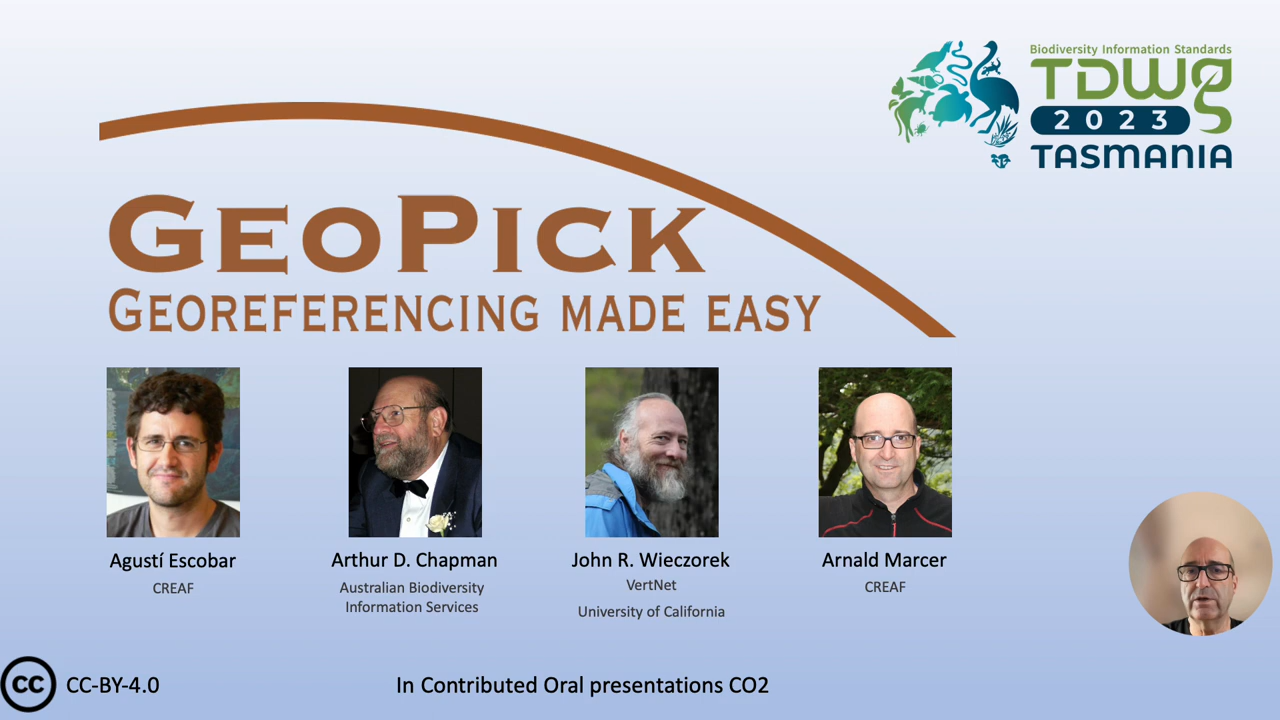 Biodiversity Information Standards
TDWG
2023
TASMANIA
GEOPICK
GEOREFERENCING MADE EASY
Agustí Escobar
CREAF
Arthur D. Chapman
Australian Biodiversity
Information Services
John R. Wieczorek
VertNet
University of California
Arnald Marcer
CREAF
cc
CC-BY-4.0
In Contributed Oral presentations CO2